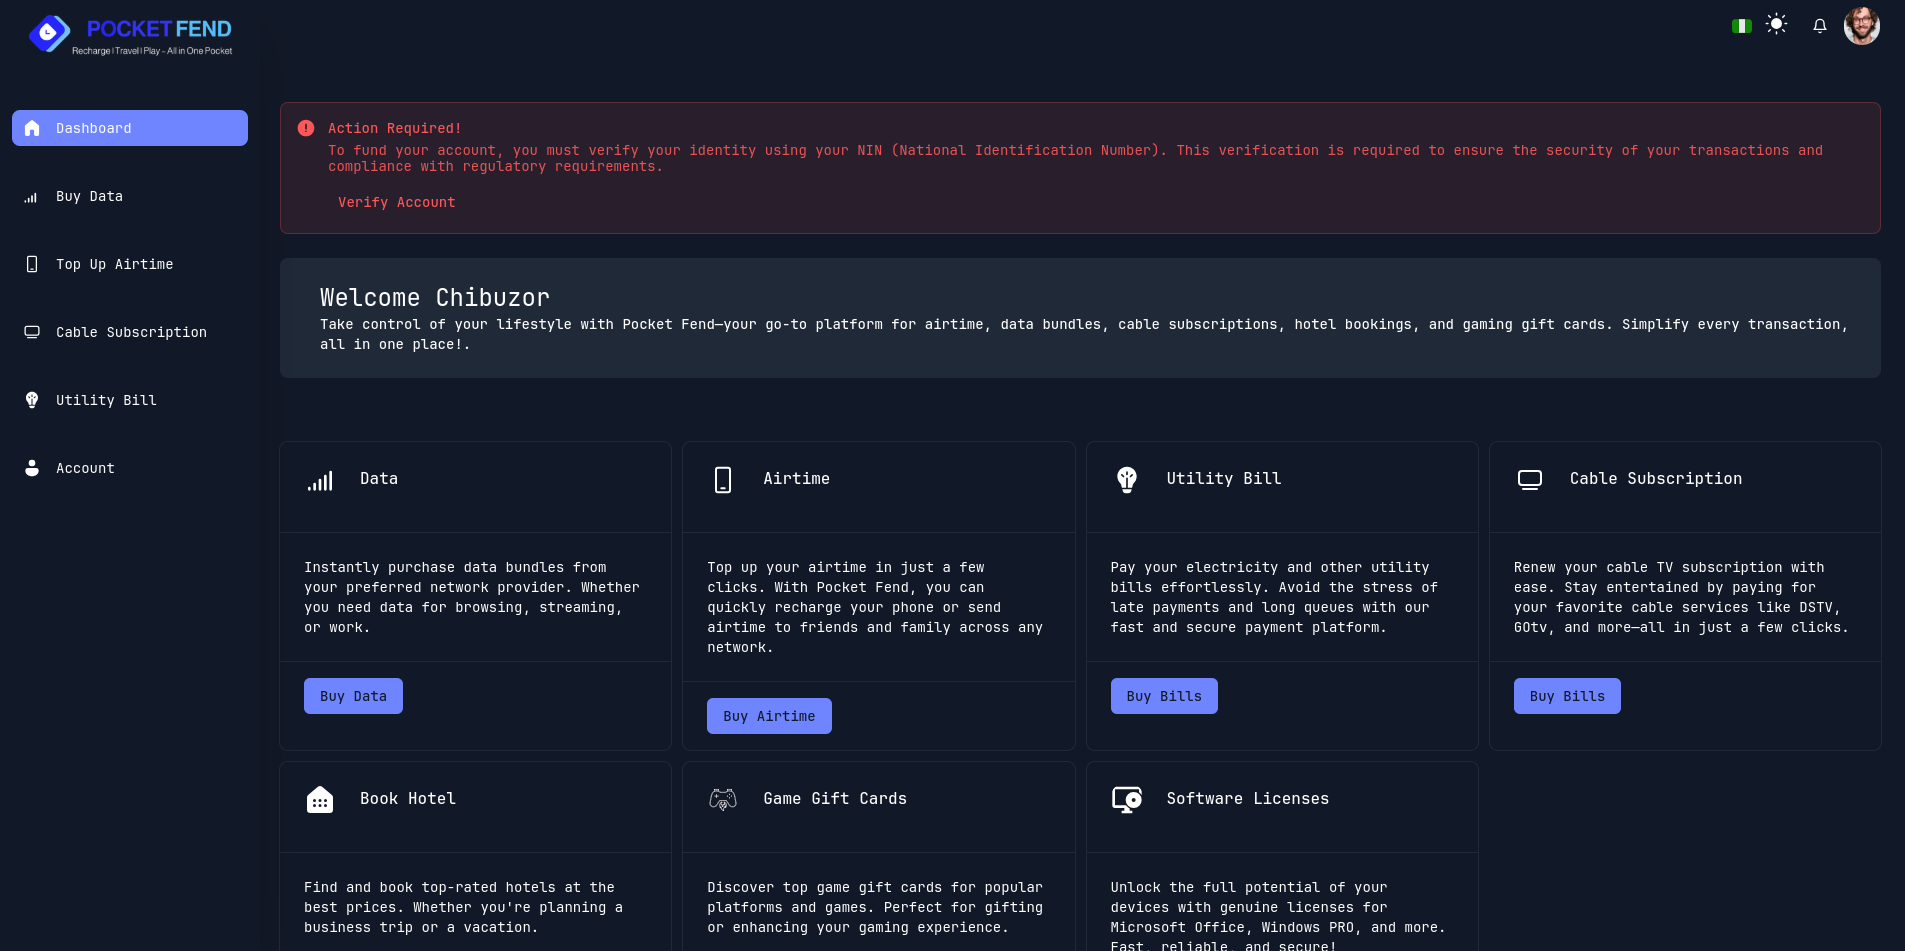 POCKET FEND
Recharge | Travel | Play - All in One Pocket
Dashboard
Buy Data
Top Up Airtime
Cable Subscription
Utility Bill
Account
Action Required!
To fund your account, you must verify your identity using your NIN (National Identification Number). This verification is required to ensure the security of your transactions and
compliance with regulatory requirements.
Verify Account
Welcome Chibuzor
Take control of your lifestyle with Pocket Fend—your go-to platform for airtime, data bundles, cable subscriptions, hotel bookings, and gaming gift cards. Simplify every transaction,
all in one place!.
Data
Instantly purchase data bundles from
your preferred network provider. Whether
you need data for browsing, streaming,
or work.
Buy Data
Airtime
Top up your airtime in just a few
clicks. With Pocket Fend, you can
quickly recharge your phone or send
airtime to friends and family across any
network.
Buy Airtime
Utility Bill
Pay your electricity and other utility
bills effortlessly. Avoid the stress of
late payments and long queues with our
fast and secure payment platform.
Buy Bills
Cable Subscription
Renew your cable TV subscription with
ease. Stay entertained by paying for
your favorite cable services like DSTV,
GOtv, and more—all in just a few clicks.
Buy Bills
Book Hotel
Find and book top-rated hotels at the
best prices. Whether you're planning a
business trip or a vacation.
Game Gift Cards
Discover top game gift cards for popular
platforms and games. Perfect for gifting
or enhancing your gaming experience.
Software Licenses
Unlock the full potential of your
devices with genuine licenses for
Microsoft Office, Windows PRO, and more.
Fast, reliable, and secure!